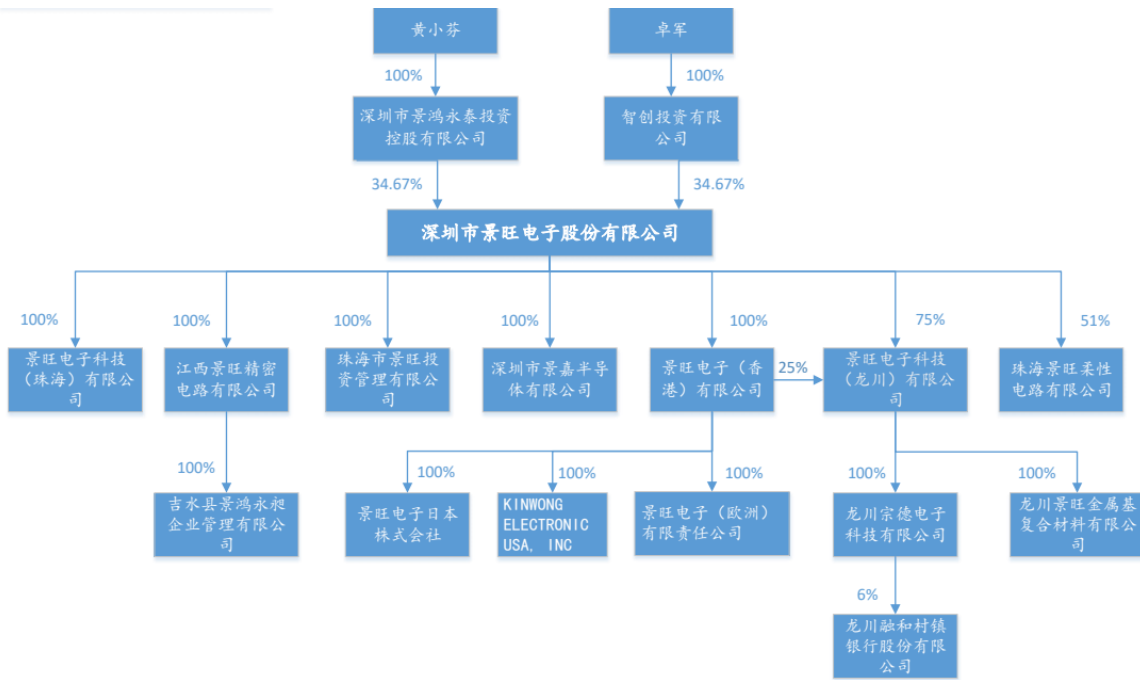 黄小芬
卓军
100%
100%
深圳市景鸿永泰投资
控股有限公司
智创投资有限
公司
34.67%
34.67%
深圳市景旺电子股份有限公司
100%
100%
100%
100%
100%
75%
51%
景旺电子科技
（珠海）有限公
司
江西景旺精密
电路有限公司
珠海市景旺投
资管理有限公
司
深圳市景嘉半导
体有限公司
景旺电子（香
港）有限公司
25%
景旺电子科技
（龙川）有限公
司
珠海景旺柔性
电路有限公司
100%
100%
100%
100%
100%
100%
吉水县景鸿永昶
企业管理有限公
司
景旺电子日本
株式会社
KINWONG
ELECTRONIC
USA, INC
景旺电子（欧洲）
有限责任公司
龙川宗德电子
科技有限公司
龙川景旺金属基
复合材料有限公
司
6%
龙川融和村镇
银行股份有限
公司